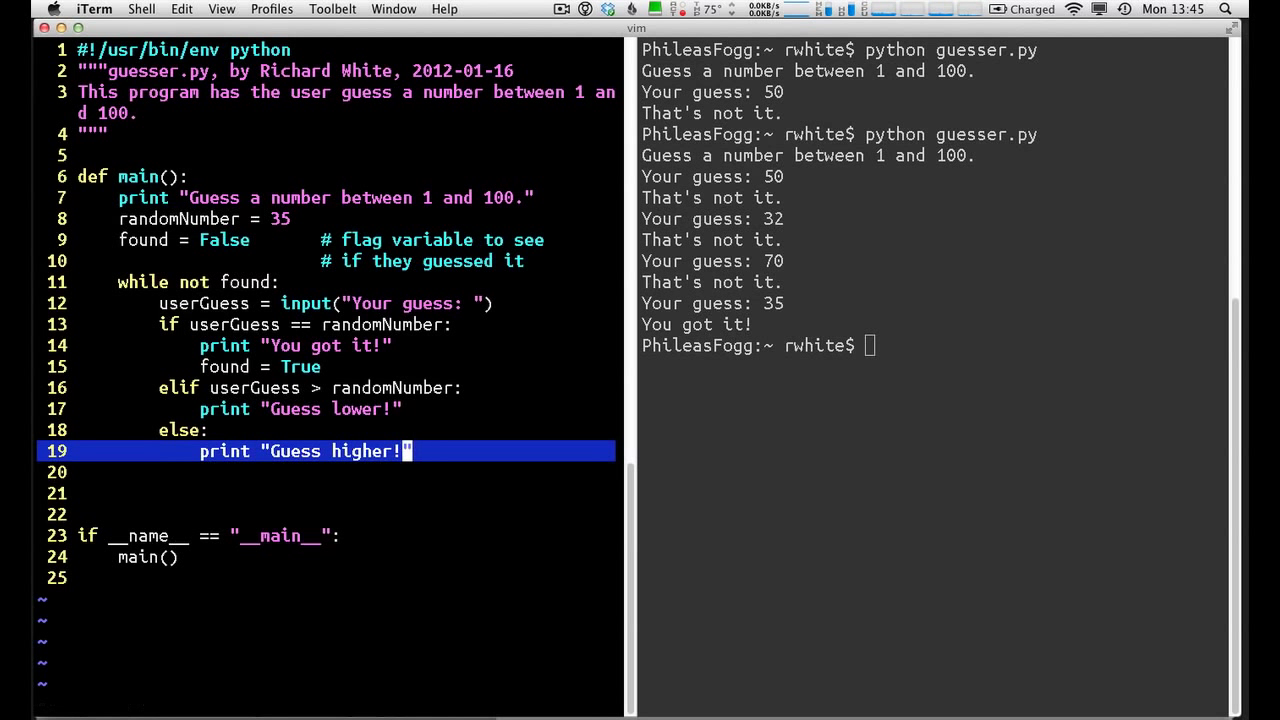 iTerm Shell Edit View Profiles Toolbelt Window Help 75° 0.0KB/s 0.0KB/s Charged Mon 13:45
vim
1 #!/usr/bin/env python
2 """guesser.py, by Richard White, 2012-01-16
3 This program has the user guess a number between 1 an
d 100.
4 """
5
6 def main():
7 print "Guess a number between 1 and 100."
8 randomNumber = 35
9 found = False # flag variable to see
10 # if they guessed it
11 while not found:
12 userGuess = input("Your guess: ")
13 if userGuess == randomNumber:
14 print "You got it!"
15 found = True
16 elif userGuess > randomNumber:
17 print "Guess lower!"
18 else:
19 print "Guess higher!"
20
21
22
23 if __name__ == "__main__":
24 main()
25
~
~
~
~
~
PhileasFogg:~ rwhite$ python guesser.py
Guess a number between 1 and 100.
Your guess: 50
That's not it.
PhileasFogg:~ rwhite$ python guesser.py
Guess a number between 1 and 100.
Your guess: 50
That's not it.
Your guess: 32
That's not it.
Your guess: 70
That's not it.
Your guess: 35
You got it!
PhileasFogg:~ rwhite$